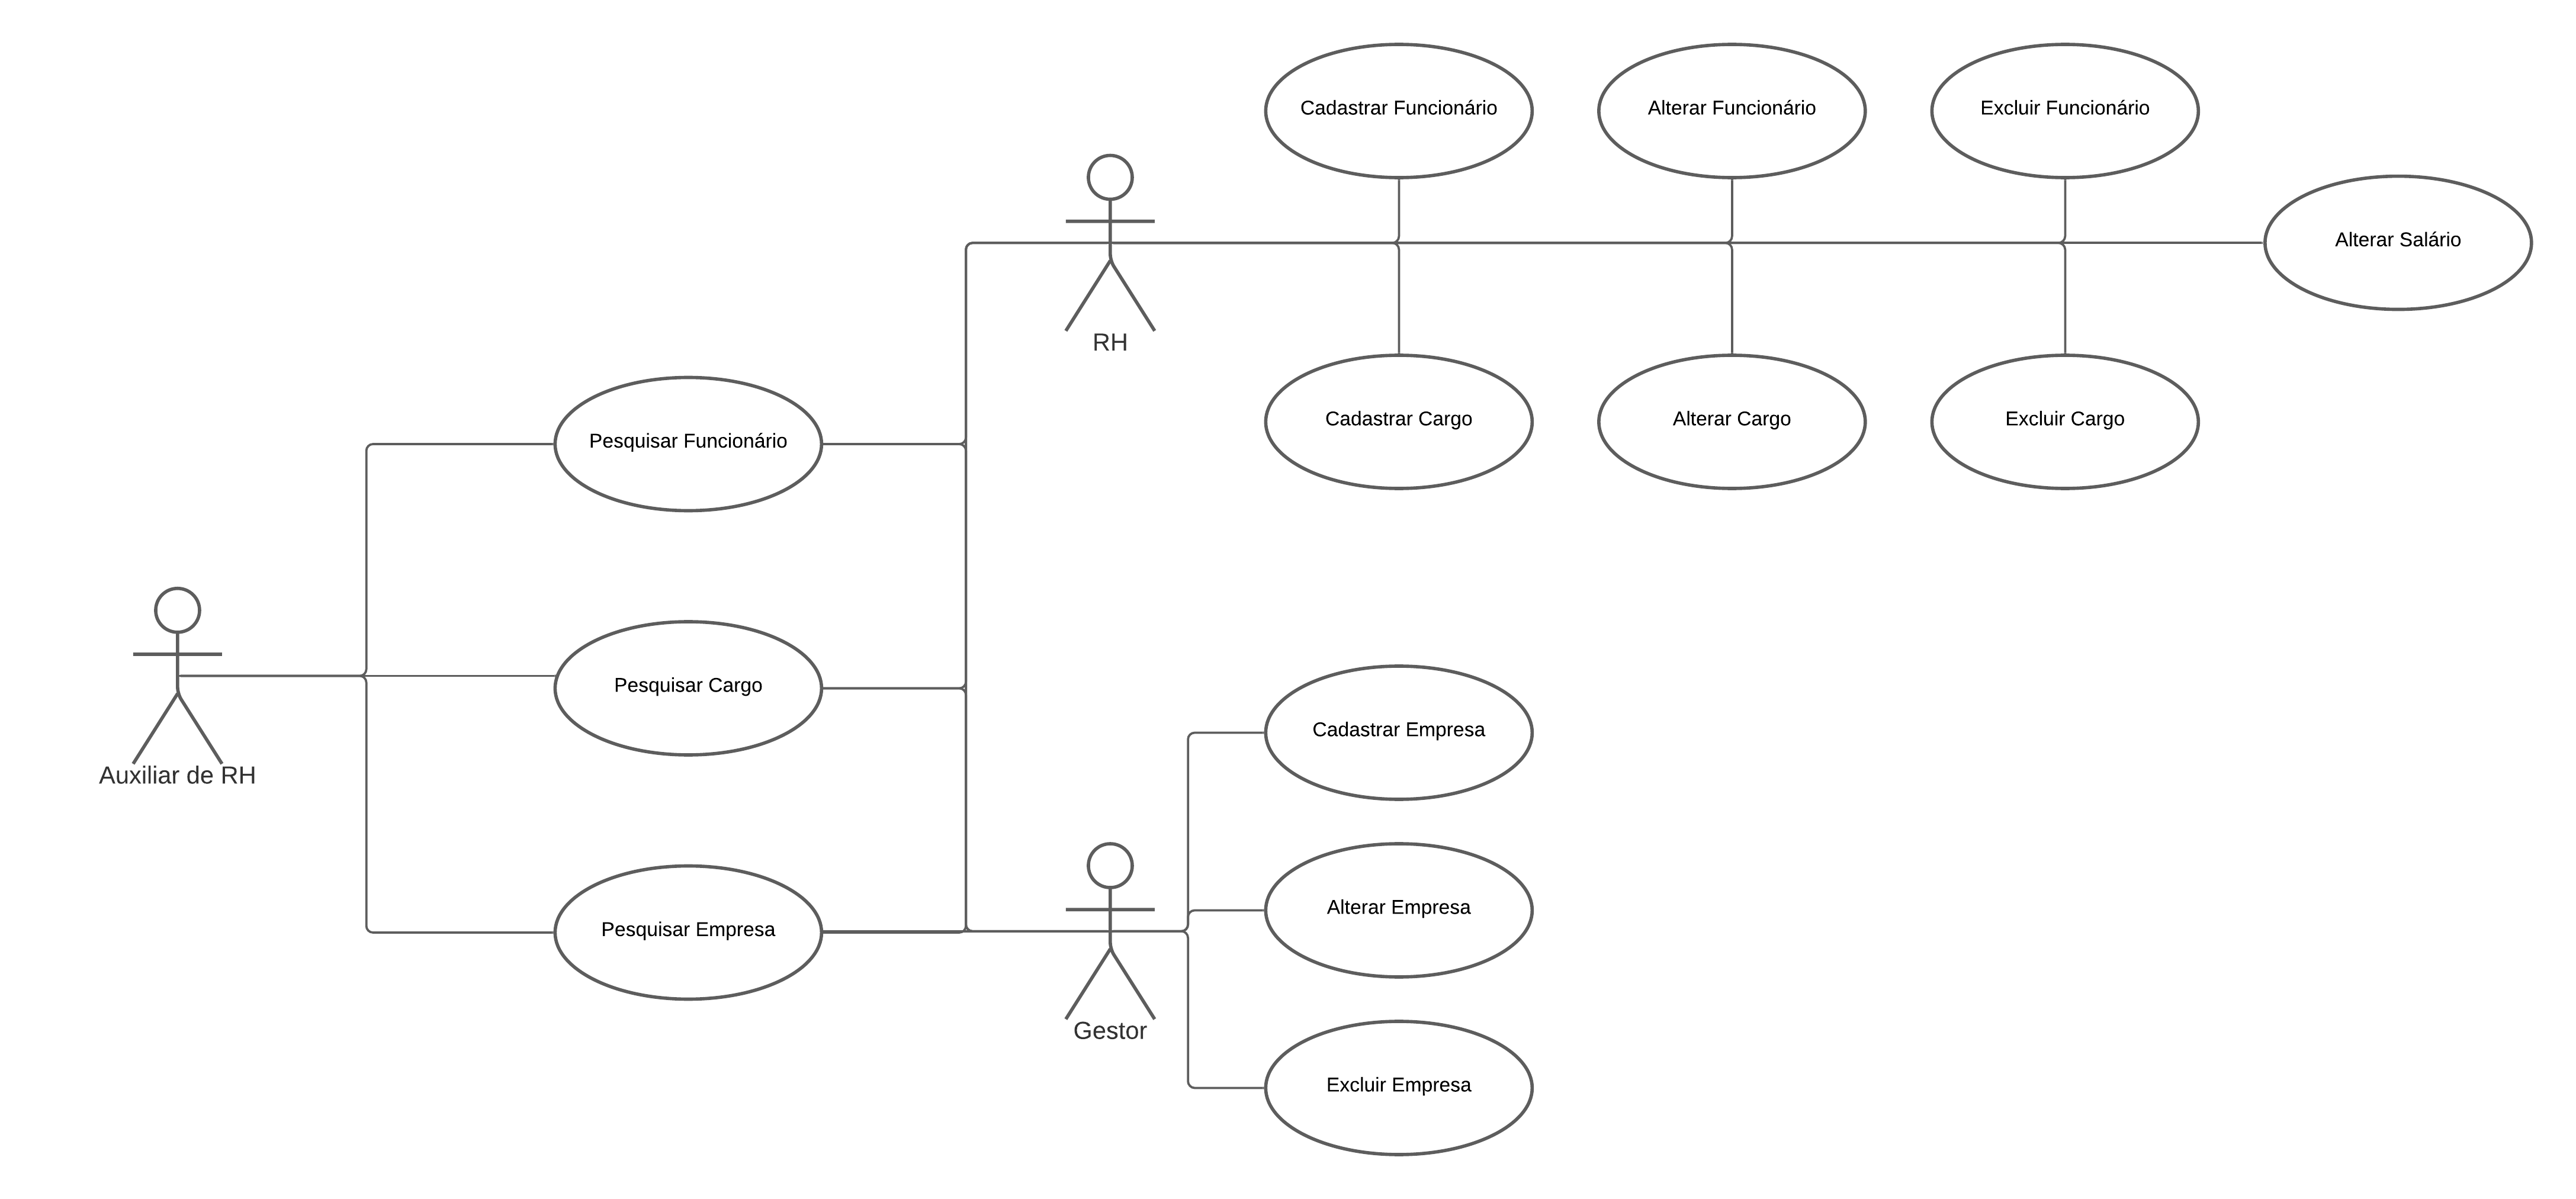 Cadastrar Funcionário
Alterar Funcionário
Excluir Funcionário
Alterar Salário
RH
Cadastrar Cargo
Alterar Cargo
Excluir Cargo
Pesquisar Funcionário
Pesquisar Cargo
Auxiliar de RH
Cadastrar Empresa
Alterar Empresa
Pesquisar Empresa
Gestor
Excluir Empresa